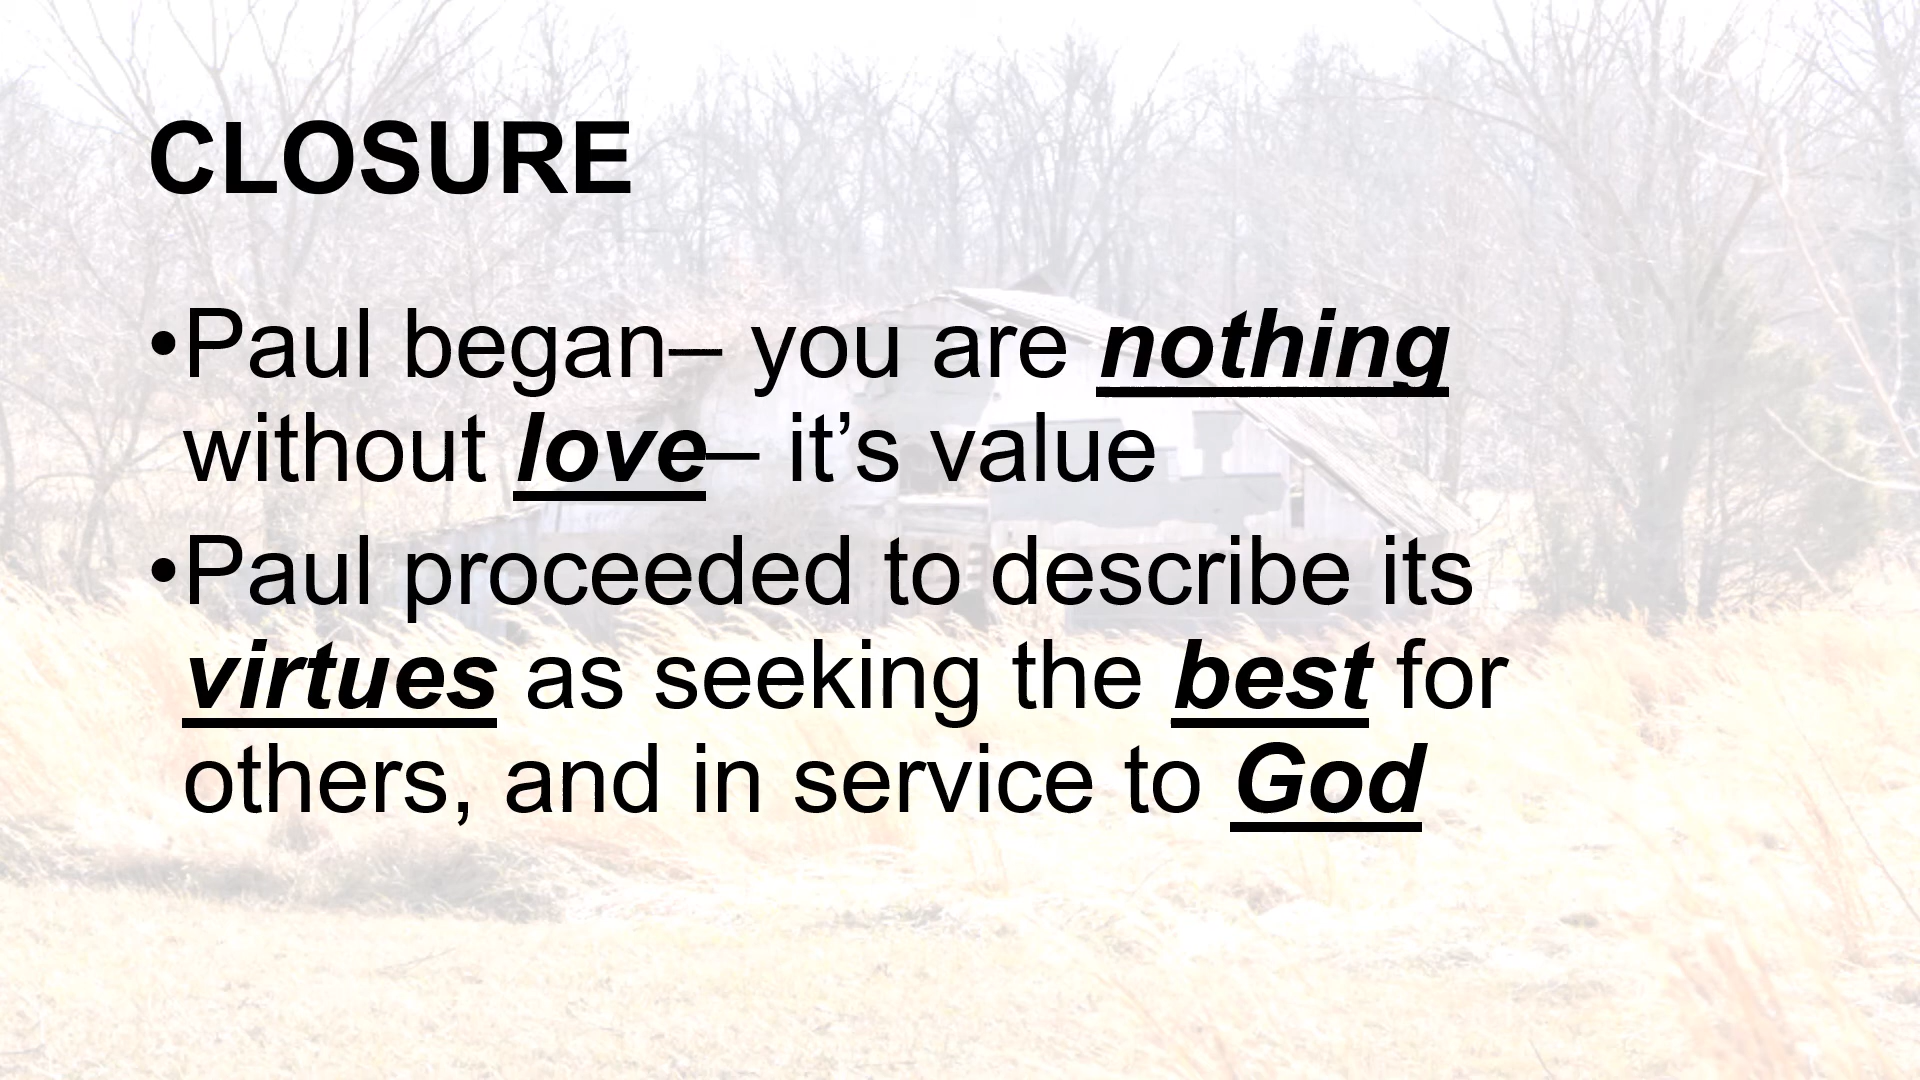 CLOSURE
•Paul began– you are nothing
without love– it’s value
•Paul proceeded to describe its
virtues as seeking the best for
others, and in service to God